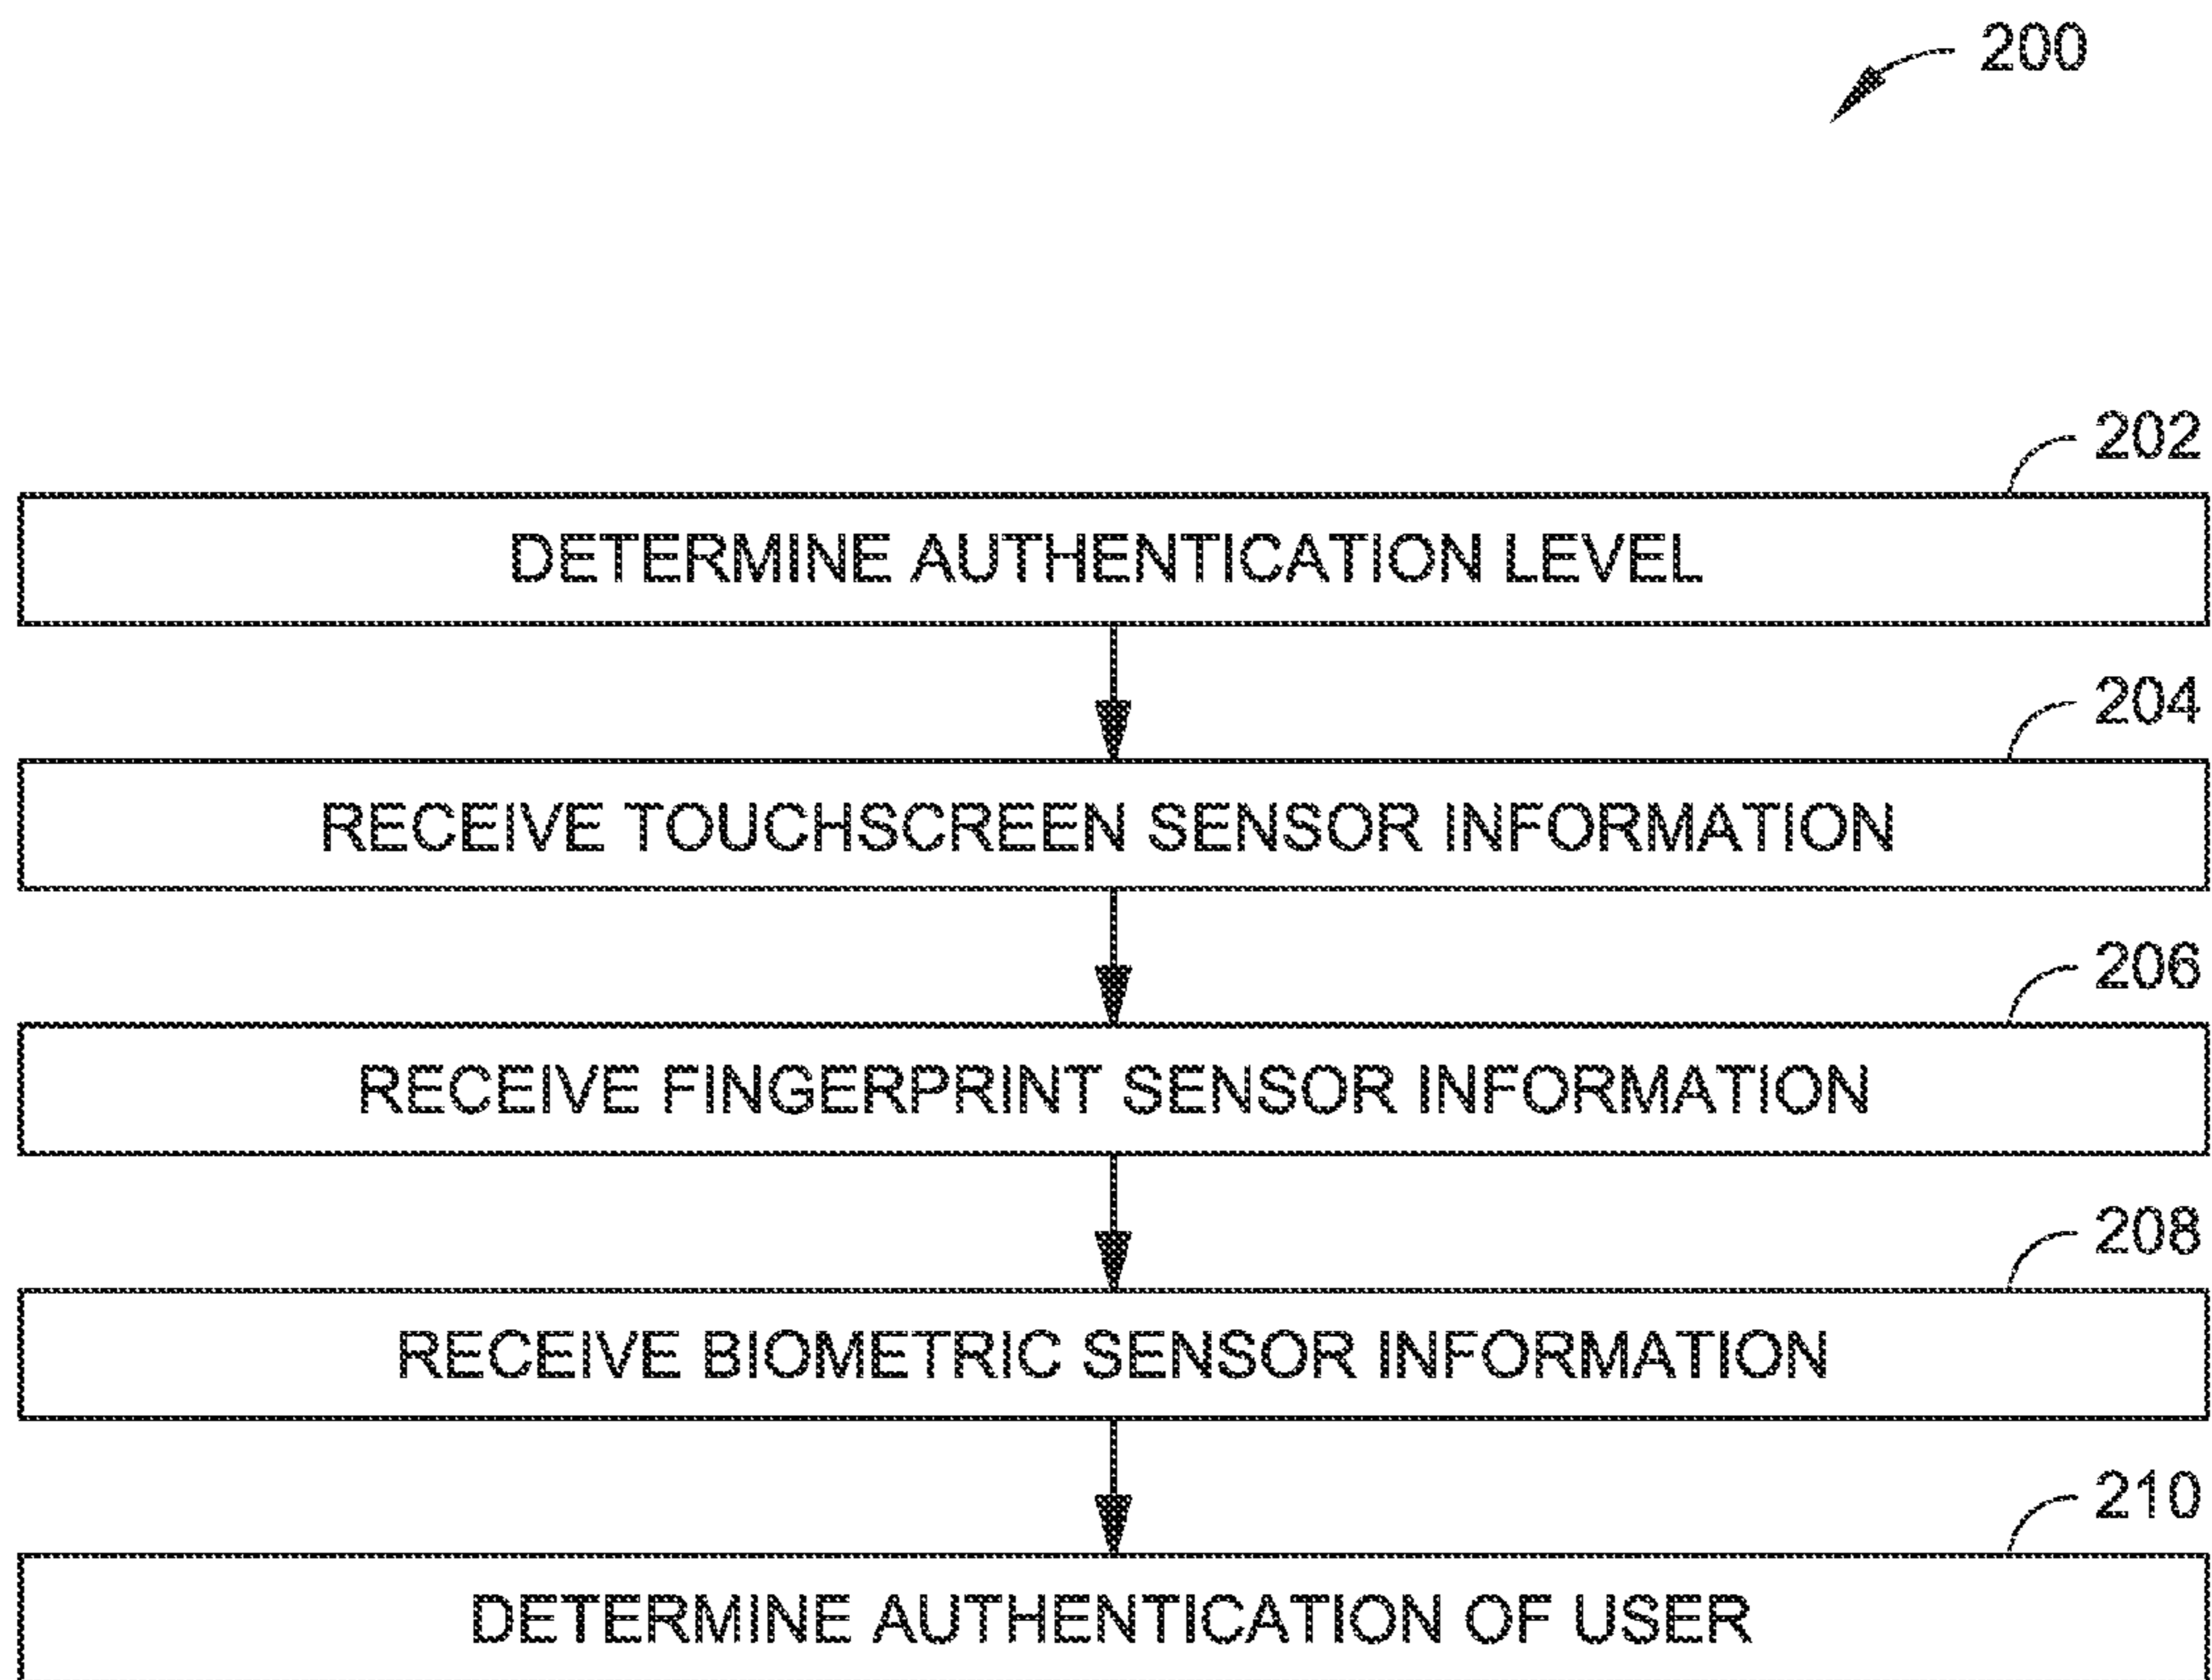 200
202
DETERMINE AUTHENTICATION LEVEL
204
RECEIVE TOUCHSCREEN SENSOR INFORMATION
206
RECEIVE FINGERPRINT SENSOR INFORMATION
208
RECEIVE BIOMETRIC SENSOR INFORMATION
210
DETERMINE AUTHENTICATION OF USER